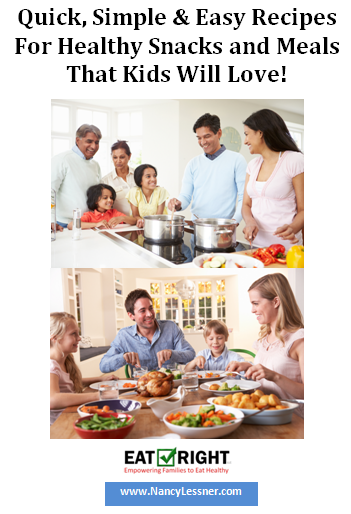 Quick, Simple & Easy Recipes
For Healthy Snacks and Meals
That Kids Will Love!
EAT RIGHT
Empowering Families to Eat Healthy
www.NancyLessner.com